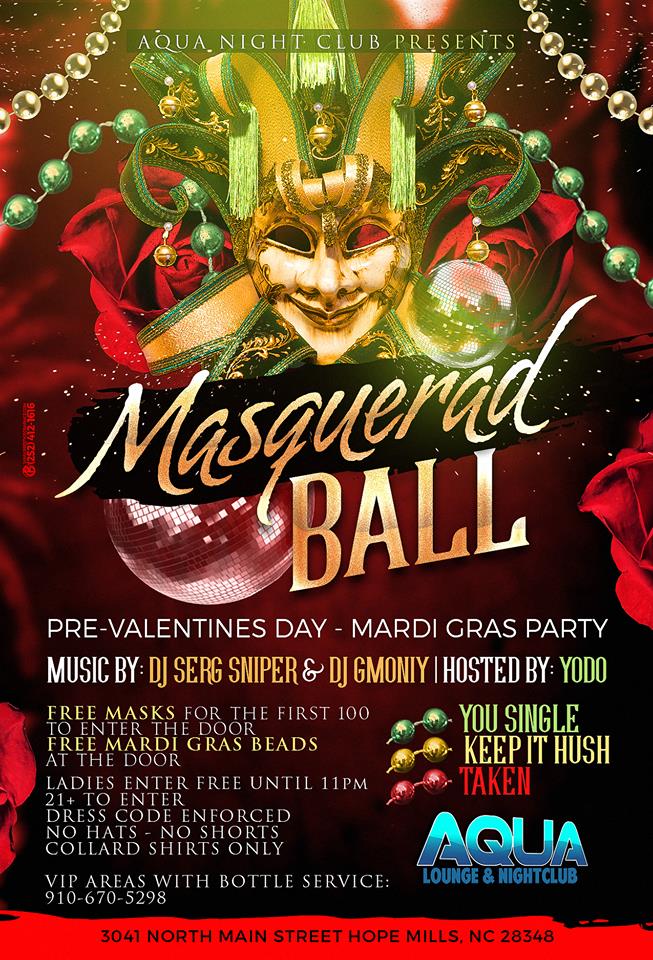 AQUA NIGHT CLUB PRESENTS
Masquerad
BALL
(252) 412-1616
PRE-VALENTINES DAY - MARDI GRAS PARTY
MUSIC BY: DJ SERG SNIPER & DJ GMONIY | HOSTED BY: YODO
FREE MASKS FOR THE FIRST 100
TO ENTER THE DOOR
FREE MARDI GRAS BEADS
AT THE DOOR
LADIES ENTER FREE UNTIL 11PM
21+ TO ENTER
DRESS CODE ENFORCED
NO HATS - NO SHORTS
COLLARD SHIRTS ONLY
VIP AREAS WITH BOTTLE SERVICE:
910-670-5298
YOU SINGLE
KEEP IT HUSH
TAKEN
AQUA
LOUNGE & NIGHTCLUB
3041 NORTH MAIN STREET HOPE MILLS, NC 28348